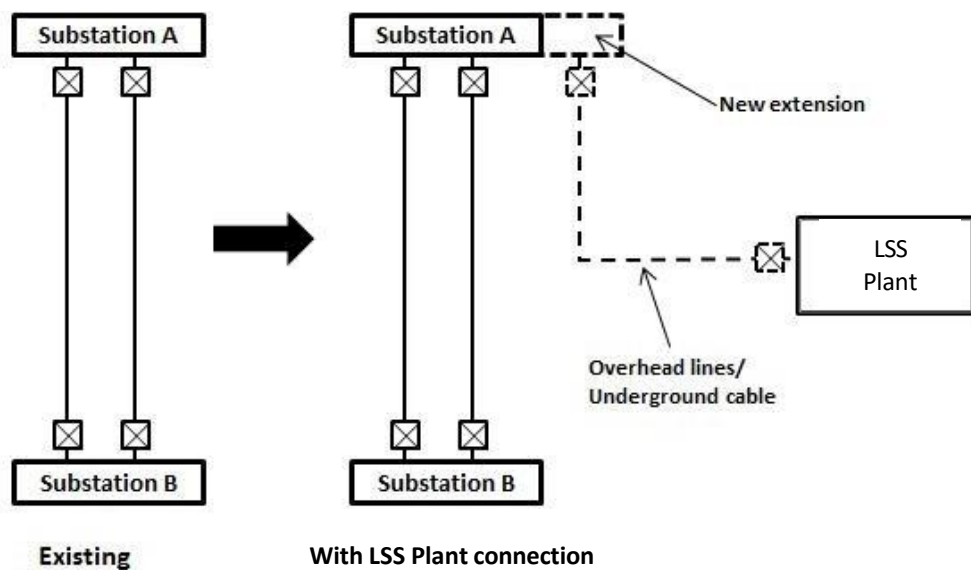 Substation A
Substation A
New extension
LSS
Plant
Overhead lines/
Underground cable
Substation B
Substation B
Existing
With LSS Plant connection